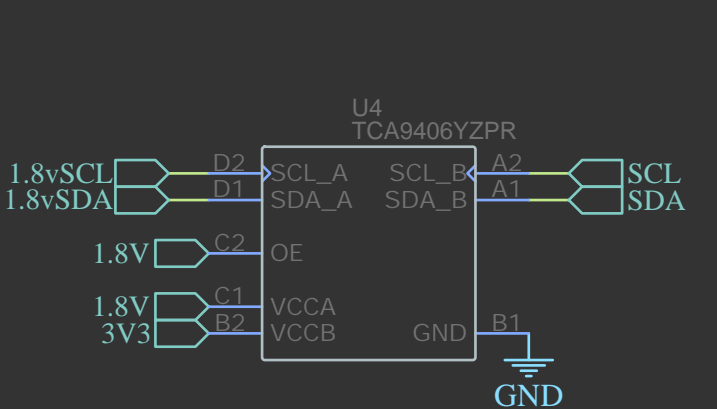 U4
TCA9406YZPR
1.8vSCL D2 SCL_A SCL_B A2 SCL
1.8vSDA D1 SDA_A SDA_B A1 SDA
1.8V C2 OE
1.8V C1 VCCA
3V3 B2 VCCB GND B1
GND